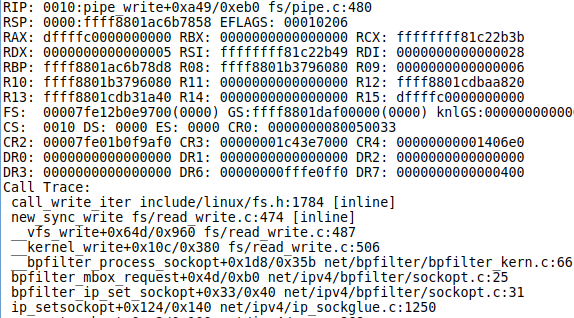 RIP: 0010:pipe_write+0xa49/0xeb0 fs/pipe.c:480
RSP: 0000:ffff8801ac6b7858 EFLAGS: 00010206
RAX: dffffc0000000000 RBX: 0000000000000000 RCX: ffffffff81c22b3b
RDX: 0000000000000005 RSI: ffffffff81c22b49 RDI: 0000000000000028
RBP: ffff8801ac6b78d8 R08: ffff8801b3796080 R09: 0000000000000006
R10: ffff8801b3796080 R11: 0000000000000000 R12: ffff8801cdbaa820
R13: ffff8801cdb31a40 R14: 0000000000000000 R15: dffffc0000000000
FS: 00007fe12b0e9700(0000) GS:ffff8801daf00000(0000) knlGS:00000000000
CS: 0010 DS: 0000 ES: 0000 CR0: 0000000080050033
CR2: 00007fe01b0f9af0 CR3: 00000001c43e7000 CR4: 00000000001406e0
DR0: 0000000000000000 DR1: 0000000000000000 DR2: 0000000000000000
DR3: 0000000000000000 DR6: 00000000fffe0ff0 DR7: 0000000000000400
Call Trace:
call_write_iter include/linux/fs.h:1784 [inline]
new_sync_write fs/read_write.c:474 [inline]
__vfs_write+0x64d/0x960 fs/read_write.c:487
__kernel_write+0x10c/0x380 fs/read_write.c:506
__bpfilter_process_sockopt+0x1d8/0x35b net/bpfilter/bpfilter_kern.c:66
bpfilter_mbox_request+0x4d/0xb0 net/ipv4/bpfilter/sockopt.c:25
bpfilter_ip_set_sockopt+0x33/0x40 net/ipv4/bpfilter/sockopt.c:31
ip_setsockopt+0x124/0x140 net/ipv4/ip_sockglue.c:1250